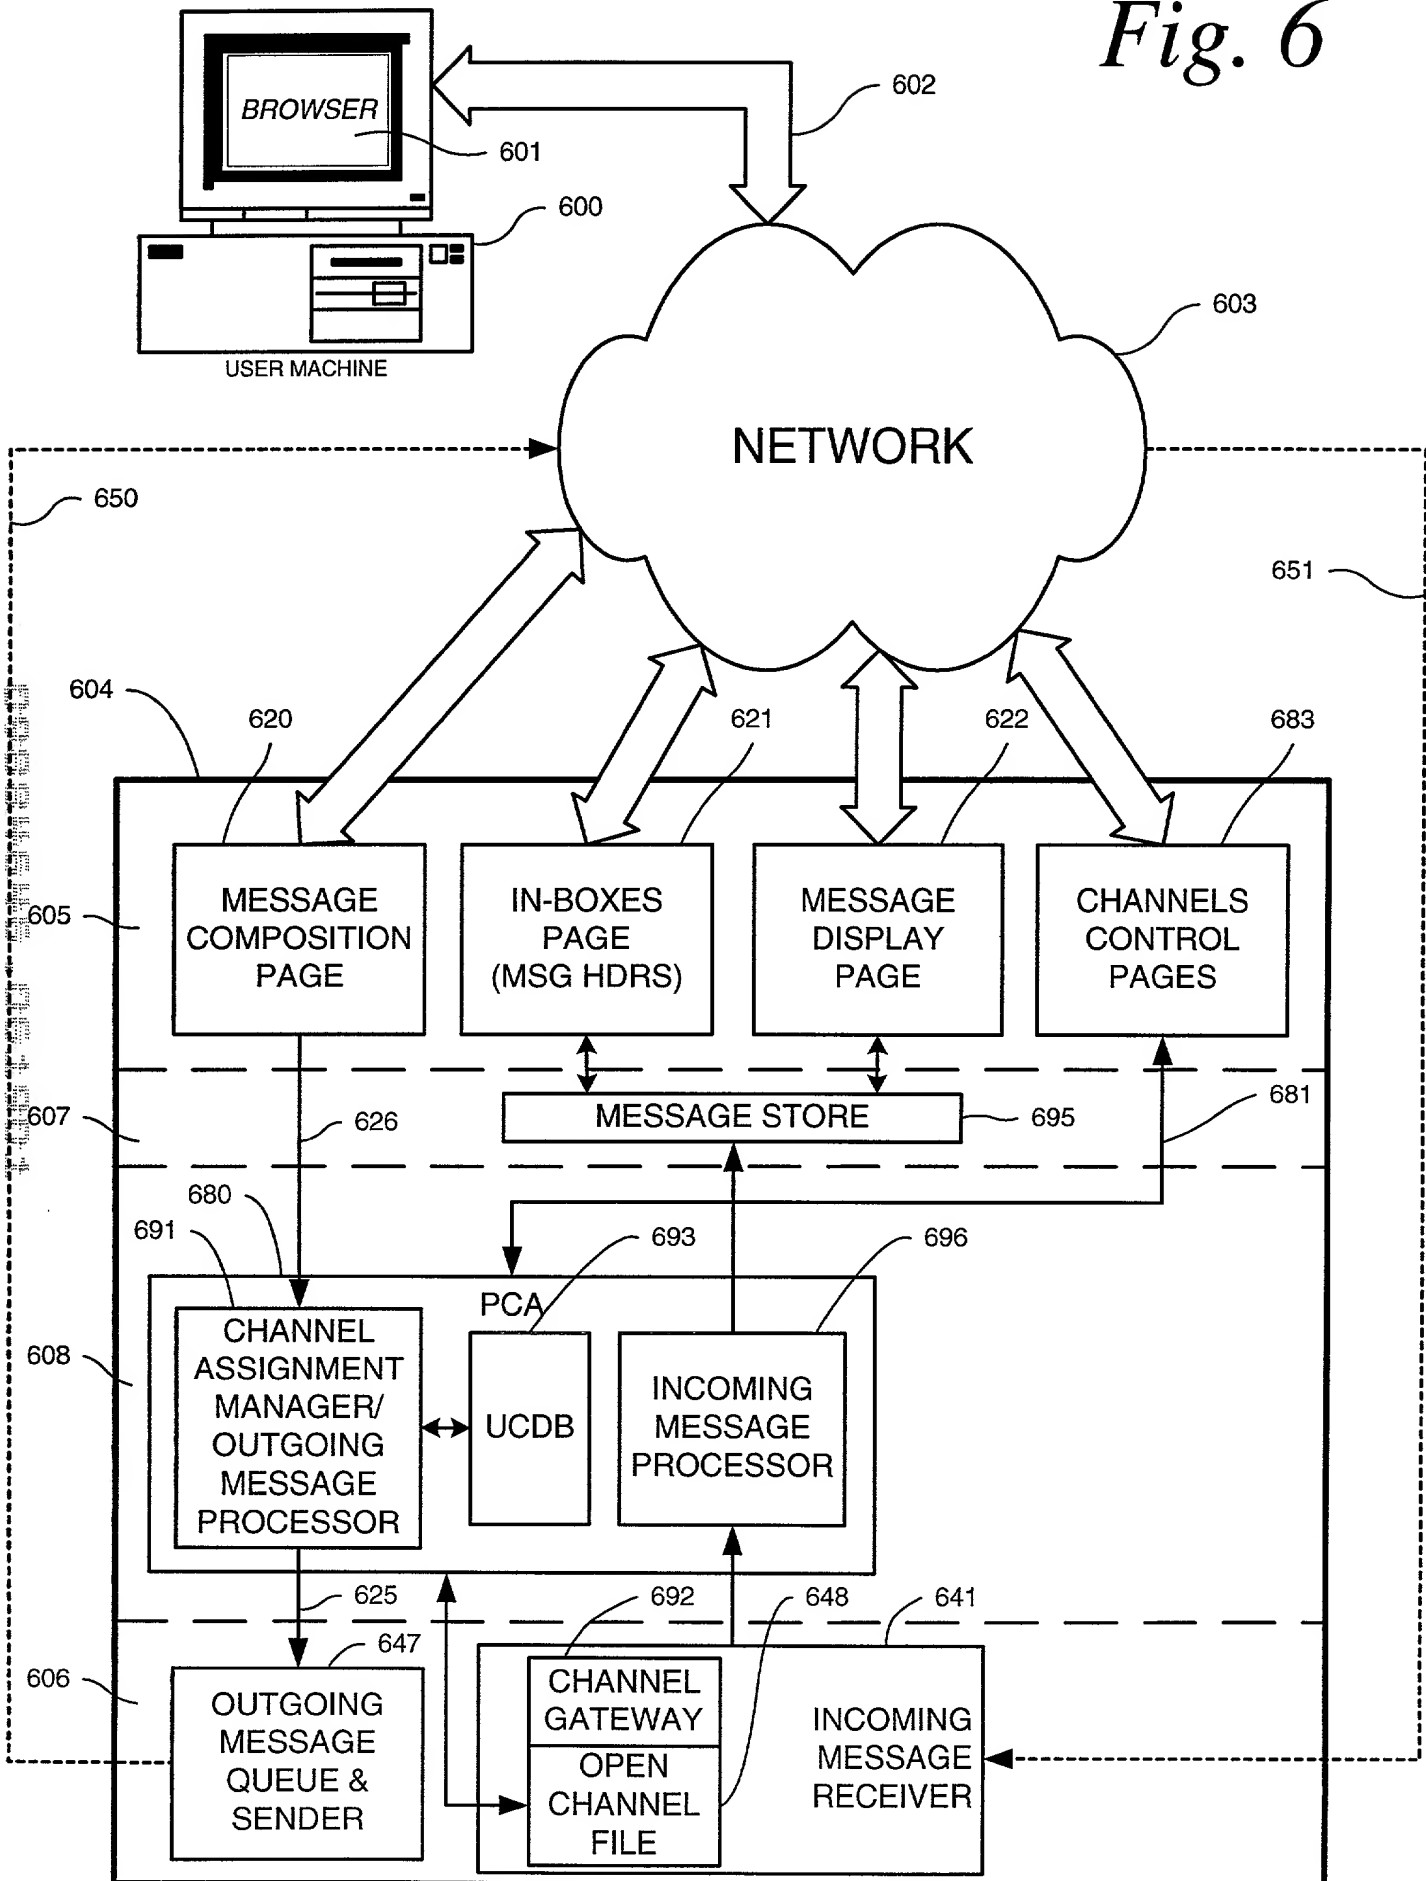 Fig. 6
602
BROWSER
601
600
603
USER MACHINE
NETWORK
650
651
604
620
621
622
683
605
MESSAGE
COMPOSITION
PAGE
IN-BOXES
PAGE
(MSG HDRS)
MESSAGE
DISPLAY
PAGE
CHANNELS
CONTROL
PAGES
607
626
MESSAGE STORE
695
681
680
691
693
696
PCA
608
CHANNEL
ASSIGNMENT
MANAGER/
OUTGOING
MESSAGE
PROCESSOR
UCDB
INCOMING
MESSAGE
PROCESSOR
625
692
648
641
647
606
OUTGOING
MESSAGE
QUEUE &
SENDER
CHANNEL
GATEWAY
OPEN
CHANNEL
FILE
INCOMING
MESSAGE
RECEIVER